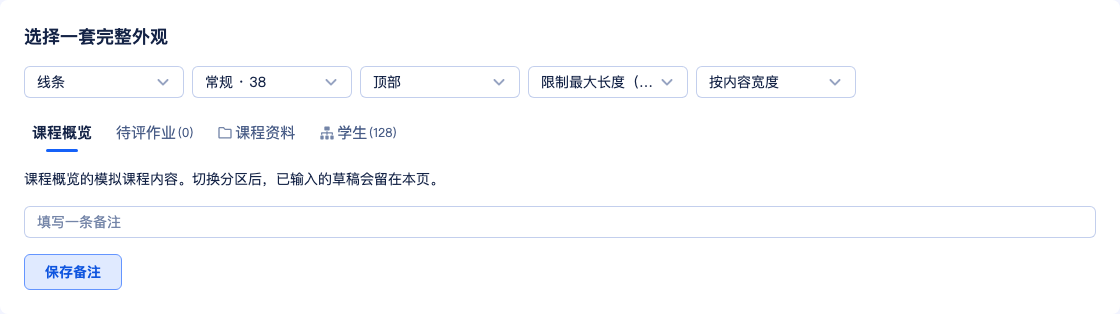 选择一套完整外观
线条 常规 · 38 顶部 限制最大长度（... 按内容宽度
课程概览 待评作业(0) 课程资料 学生(128)
课程概览的模拟课程内容。切换分区后，已输入的草稿会留在本页。
填写一条备注
保存备注